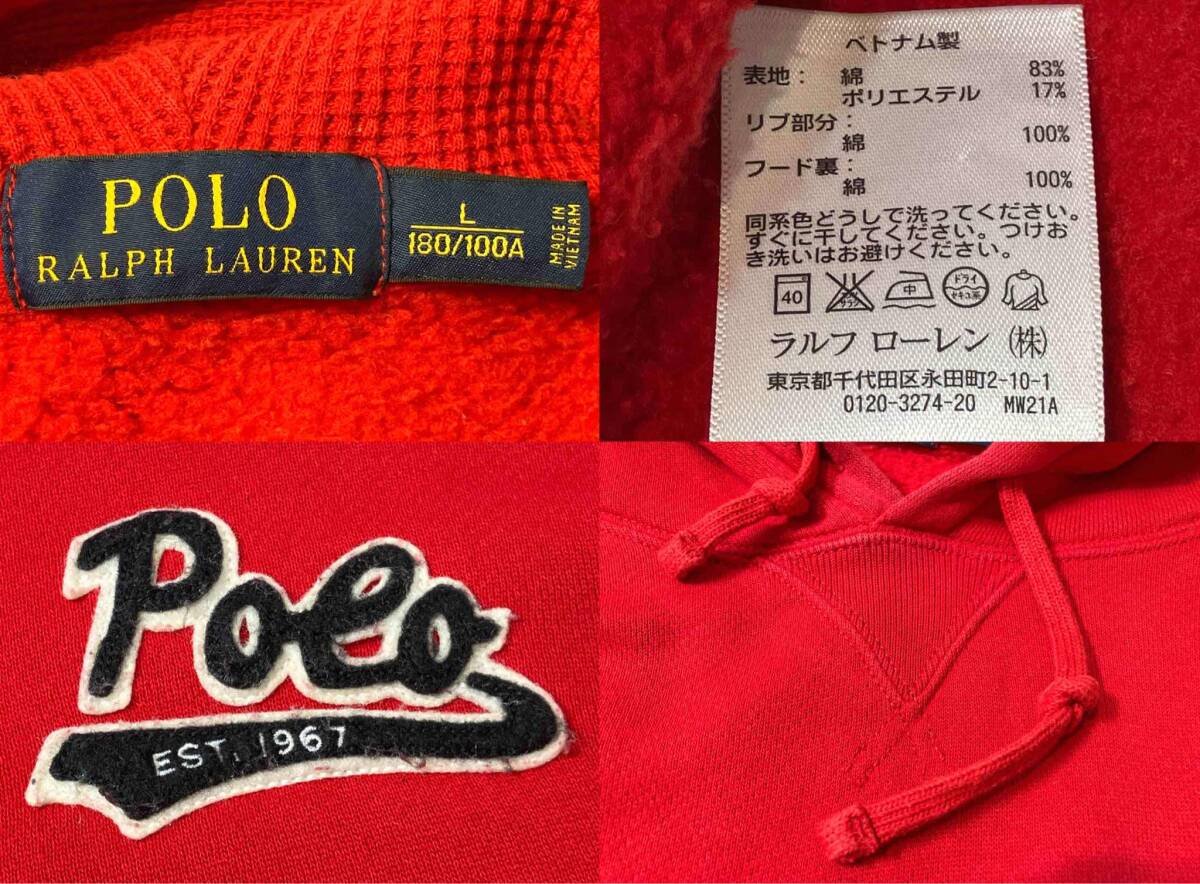 POLO
RALPH LAUREN
L
180/100A
MADE IN
VIETNAM
ベトナム製
表地： 綿 83%
ポリエステル 17%
リブ部分：
綿 100%
フード裏：
綿 100%
同系色どうしで洗ってください。
すぐに干してください。つけお
き洗いはお避けください。
40
中
ドライ
セキユ系
ラルフ ローレン (株)
東京都千代田区永田町2-10-1
0120-3274-20 MW21A
Polo
EST. 1967